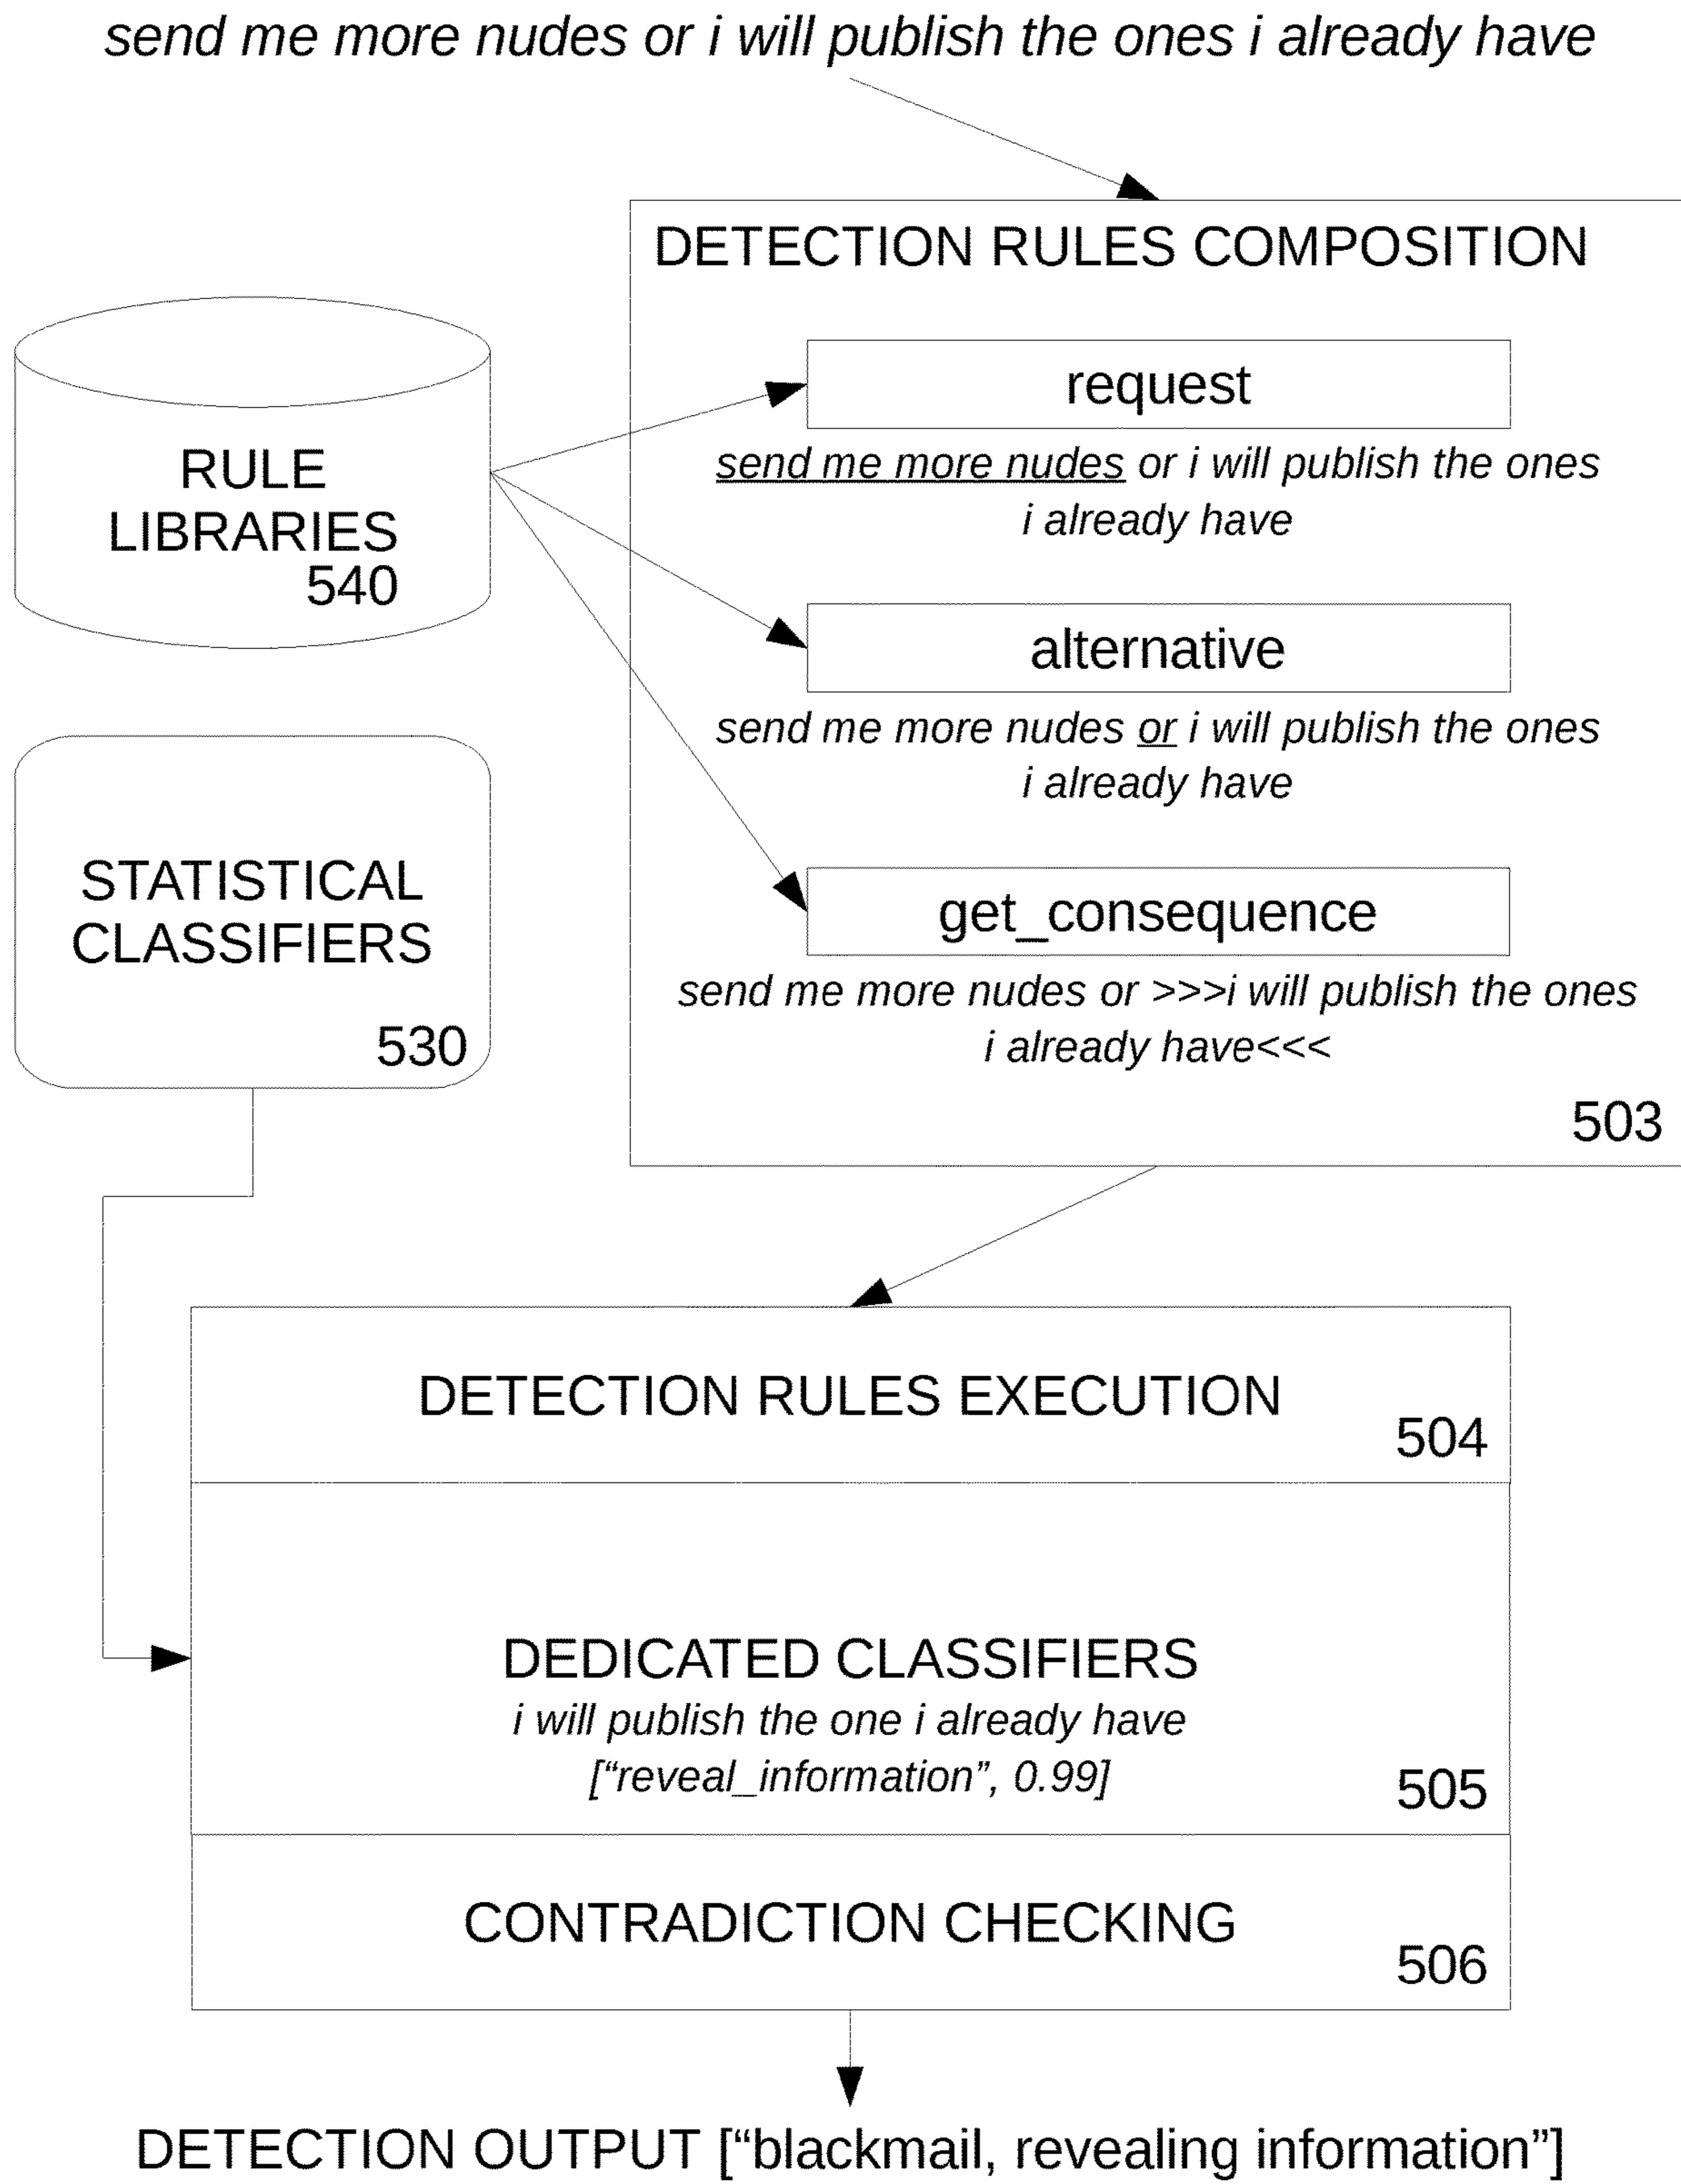 send me more nudes or i will publish the ones i already have
DETECTION RULES COMPOSITION
request
send me more nudes or i will publish the ones
i already have
alternative
send me more nudes or i will publish the ones
i already have
get_consequence
send me more nudes or >>>i will publish the ones
i already have<<<
503
RULE
LIBRARIES
540
STATISTICAL
CLASSIFIERS
530
DETECTION RULES EXECUTION
504
DEDICATED CLASSIFIERS
i will publish the one i already have
[“reveal_information”, 0.99]
505
CONTRADICTION CHECKING
506
DETECTION OUTPUT [“blackmail, revealing information”]